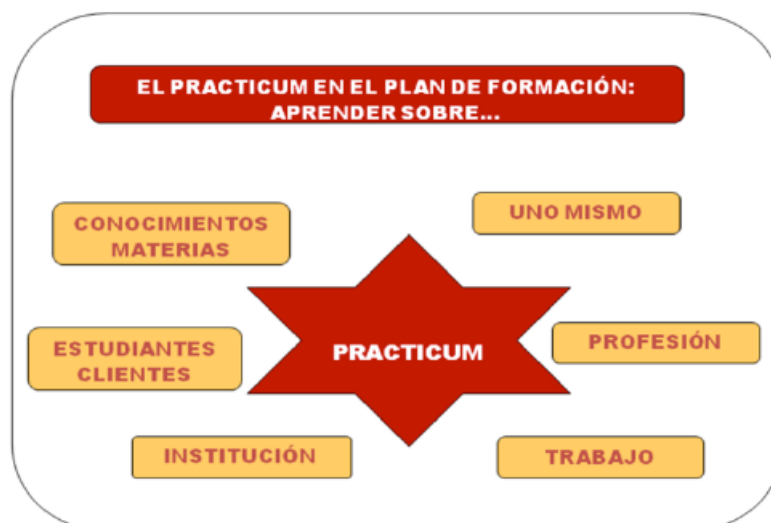 EL PRACTICUM EN EL PLAN DE FORMACIÓN:
APRENDER SOBRE...
CONOCIMIENTOS
MATERIAS
UNO MISMO
ESTUDIANTES
CLIENTES
PRACTICUM
PROFESIÓN
INSTITUCIÓN
TRABAJO